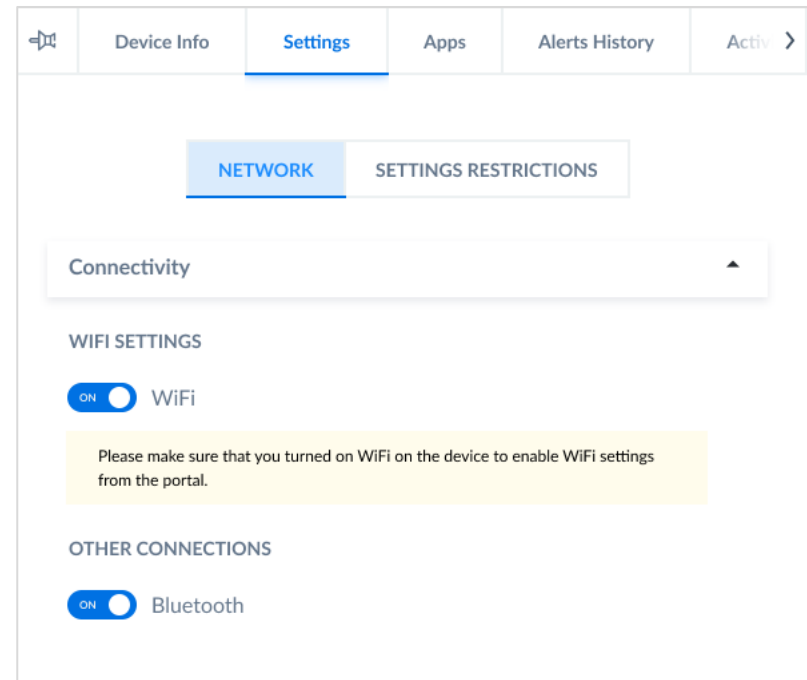 Device Info
Settings
Apps
Alerts History
NETWORK
SETTINGS RESTRICTIONS
Connectivity
WIFI SETTINGS
ON
WiFi
Please make sure that you turned on WiFi on the device to enable WiFi settings
from the portal.
OTHER CONNECTIONS
ON
Bluetooth